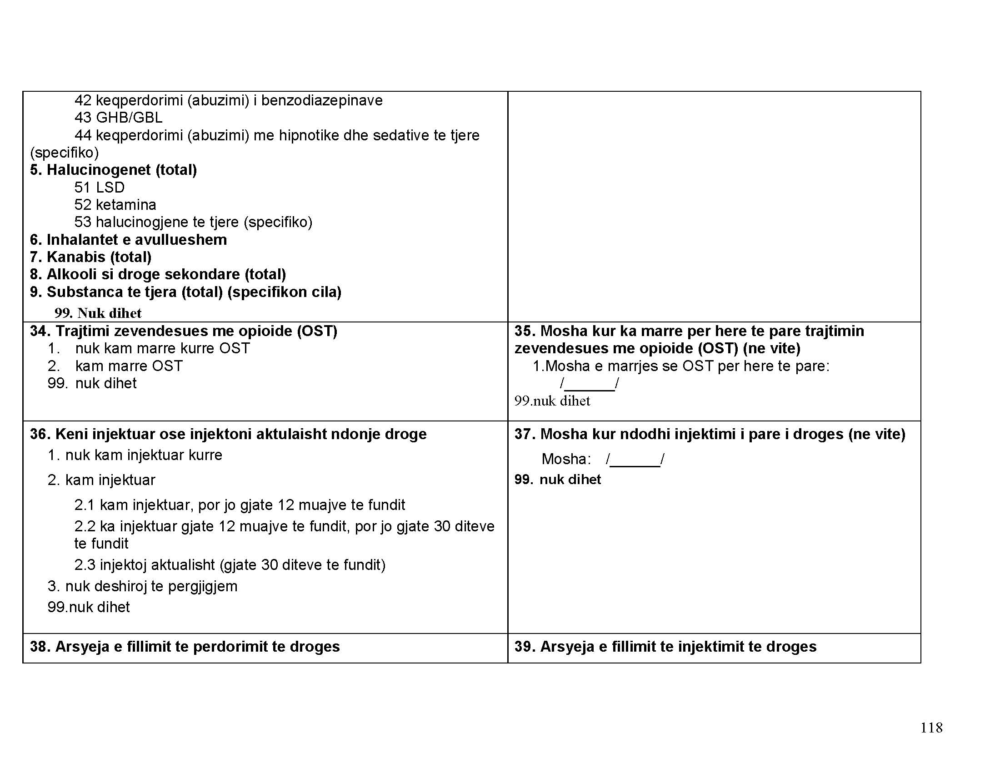 42 keqperdorimi (abuzimi) i benzodiazepinave
43 GHB/GBL
44 keqperdorimi (abuzimi) me hipnotike dhe sedative te tjere
(specifiko)
5. Halucinogenet (total)
51 LSD
52 ketamina
53 halucinogjene te tjere (specifiko)
6. Inhalantet e avullueshem
7. Kanabis (total)
8. Alkooli si droge sekondare (total)
9. Substanca te tjera (total) (specifikon cila)
99. Nuk dihet
34. Trajtimi zevendesues me opioide (OST)
1. nuk kam marre kurre OST
2. kam marre OST
99. nuk dihet
35. Mosha kur ka marre per here te pare trajtimin
zevendesues me opioide (OST) (ne vite)
1.Mosha e marrjes se OST per here te pare:
/______/
99.nuk dihet
36. Keni injektuar ose injektoni aktulaisht ndonje droge
1. nuk kam injektuar kurre
2. kam injektuar
2.1 kam injektuar, por jo gjate 12 muajve te fundit
2.2 ka injektuar gjate 12 muajve te fundit, por jo gjate 30 diteve
te fundit
2.3 injektoj aktualisht (gjate 30 diteve te fundit)
3. nuk deshiroj te pergjigjem
99.nuk dihet
37. Mosha kur ndodhi injektimi i pare i droges (ne vite)
Mosha: /______/
99. nuk dihet
38. Arsyeja e fillimit te perdorimit te droges
39. Arsyeja e fillimit te injektimit te droges
118